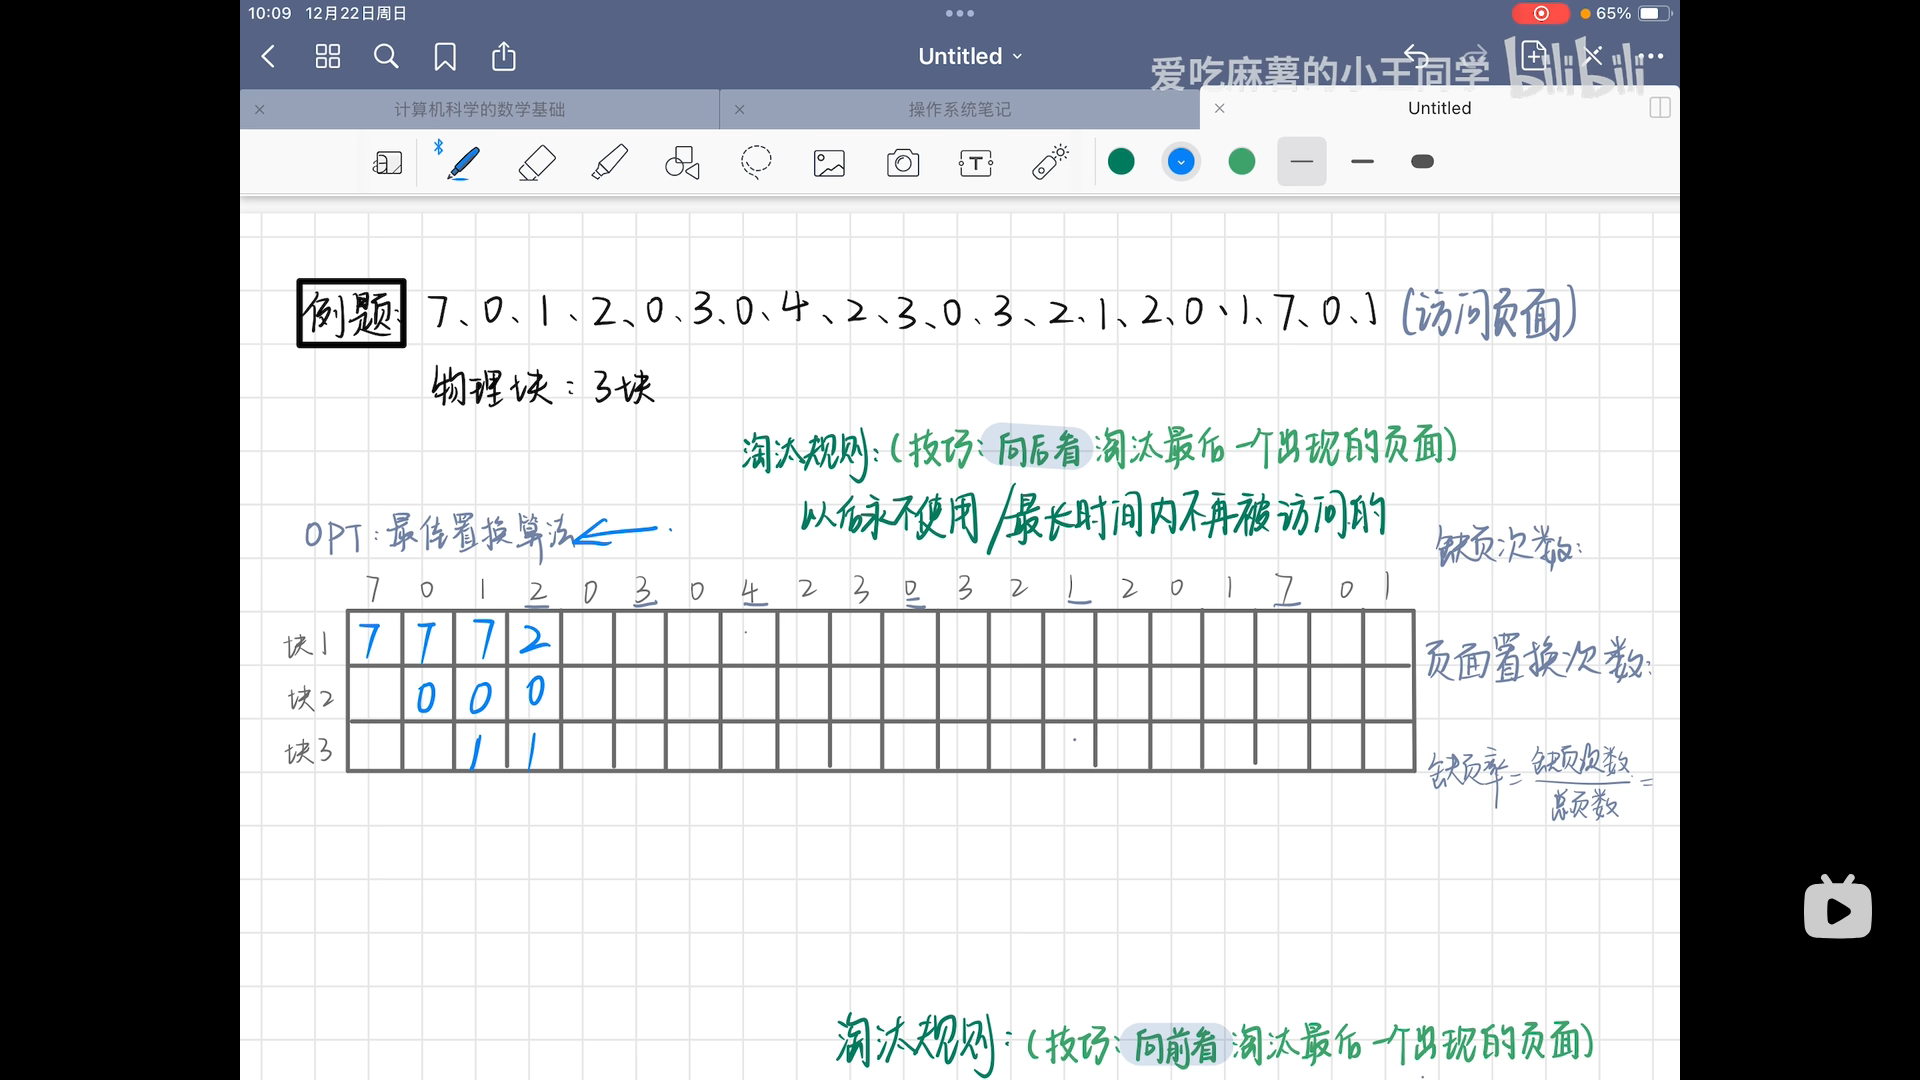 10:09 12月22日周日
65%
Untitled
爱吃麻薯的小王同学 bilibili
计算机科学的数学基础
操作系统笔记
Untitled
例题: 7、0、1、2、0、3、0、4、2、3、0、3、2、1、2、0、1、7、0、1 (访问页面)
物理块：3块
淘汰规则:(技巧:向后看 淘汰最后一个出现的页面)
以后永不使用/最长时间内不再被访问的
OPT:最佳置换算法
缺页次数:
7 0 1 2 0 3 0 4 2 3 0 3 2 1 2 0 1 7 0 1
块1 7 7 7 2
页面置换次数:
块2 0 0 0
块3 1 1
缺页率=缺页次数/总页数=
淘汰规则:(技巧:向前看 淘汰最后一个出现的页面)